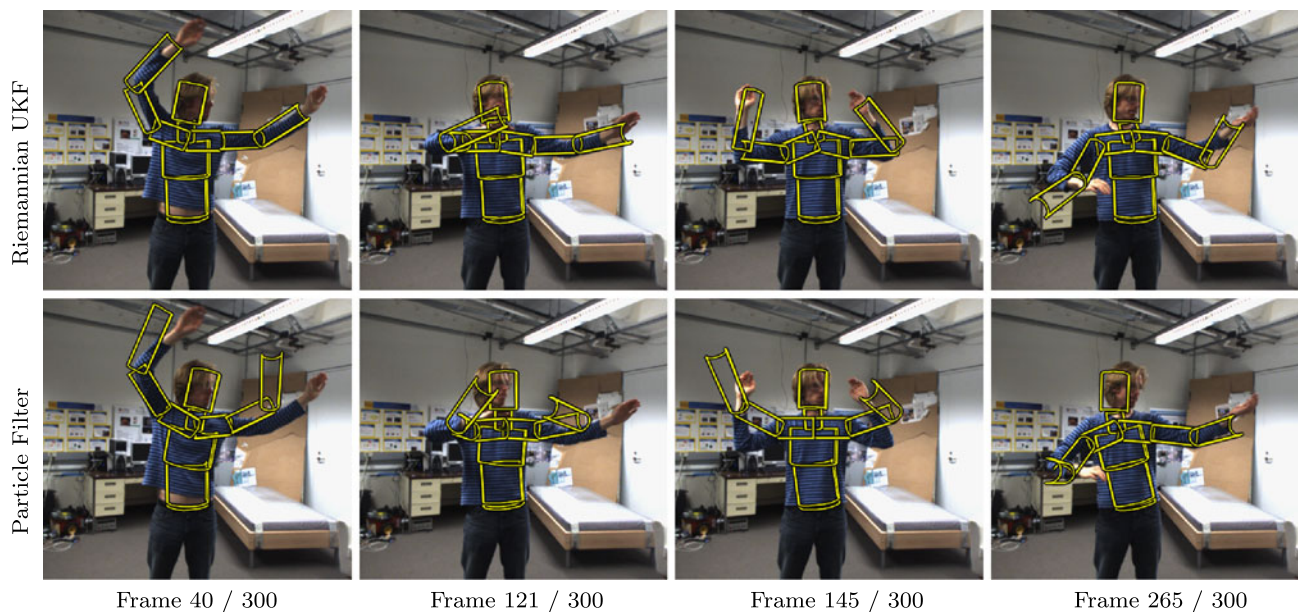 Riemannian UKF
Particle Filter
Frame 40 / 300
Frame 121 / 300
Frame 145 / 300
Frame 265 / 300